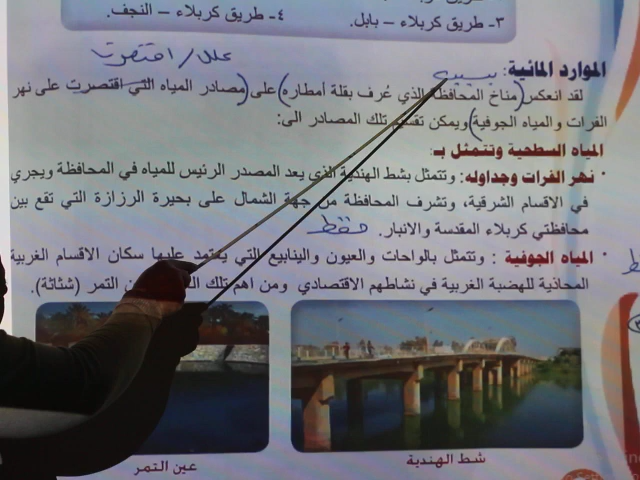 ٣- طريق كربلاء – بابل.
٤- طريق كربلاء – النجف.
علل / اقتصرت
الموارد المائية:
لقد انعكس (مناخ المحافظة الذي عُرف بقلة أمطاره) على (مصادر المياه التي اقتصرت على نهر
الفرات والمياه الجوفية) ويمكن تقسيم تلك المصادر الى:
المياه السطحية وتتمثل بـ:
• نهر الفرات وجداوله: وتتمثل بشط الهندية الذي يعد المصدر الرئيس للمياه في المحافظة ويجري
في الاقسام الشرقية، وتشرف المحافظة من جهة الشمال على بحيرة الرزازة التي تقع بين
محافظتي كربلاء المقدسة والانبار. حفظ
• المياه الجوفية : وتتمثل بالواحات والعيون والينابيع التي يعتمد عليها سكان الاقسام الغربية
المحاذية للهضبة الغربية في نشاطهم الاقتصادي ومن اهم تلك التمر (شثاثة).
شط الهندية
عين التمر